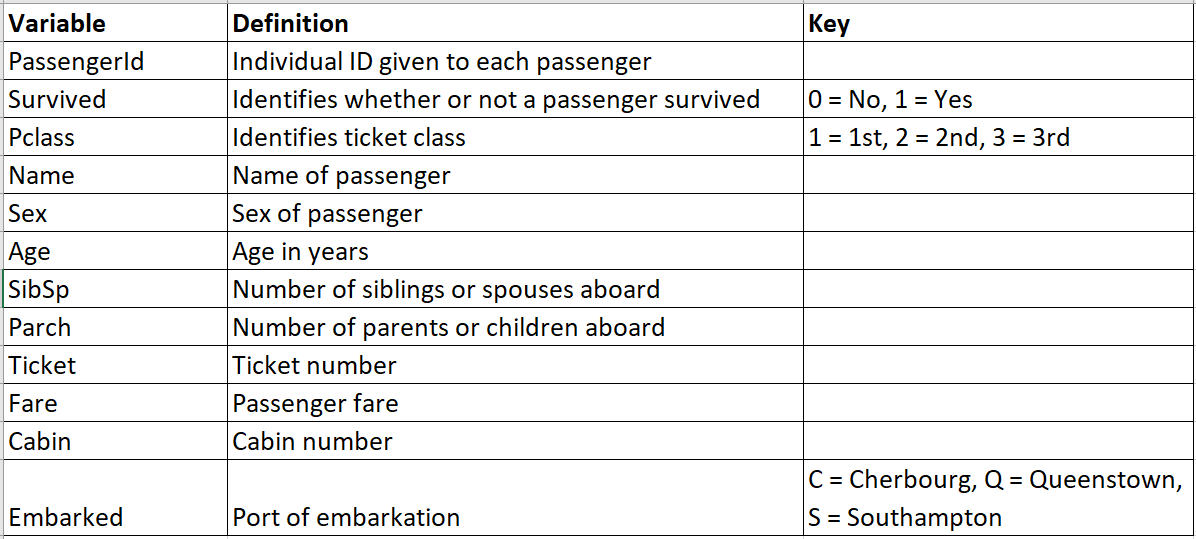 Variable Definition Key
PassengerId Individual ID given to each passenger
Survived Identifies whether or not a passenger survived 0 = No, 1 = Yes
Pclass Identifies ticket class 1 = 1st, 2 = 2nd, 3 = 3rd
Name Name of passenger
Sex Sex of passenger
Age Age in years
SibSp Number of siblings or spouses aboard
Parch Number of parents or children aboard
Ticket Ticket number
Fare Passenger fare
Cabin Cabin number
C = Cherbourg, Q = Queenstown,
Embarked Port of embarkation S = Southampton